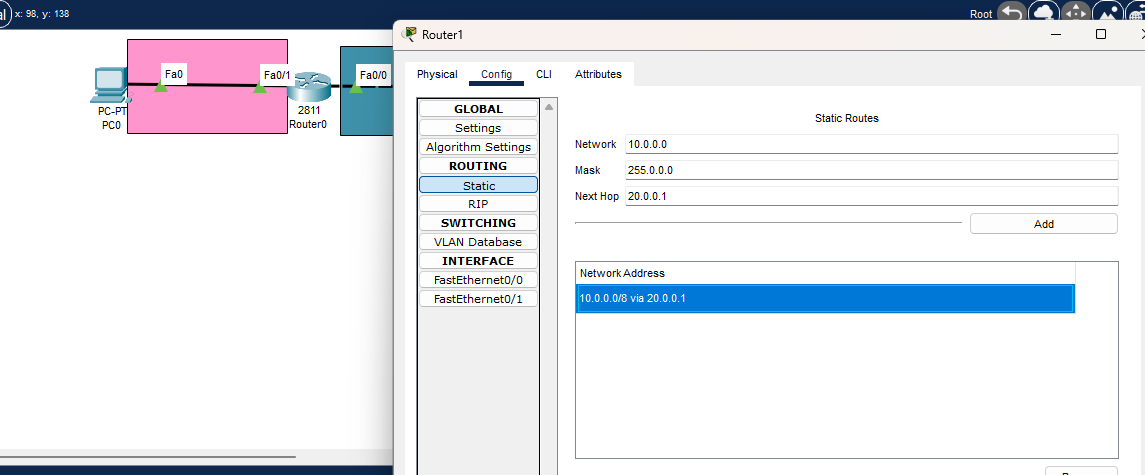 x: 98, y: 138
Root
Router1
Physical
Config
CLI
Attributes
Fa0
Fa0/1
Fa0/0
PC-PT
PC0
2811
Router0
GLOBAL
Settings
Algorithm Settings
ROUTING
Static
RIP
SWITCHING
VLAN Database
INTERFACE
FastEthernet0/0
FastEthernet0/1
Static Routes
Network 10.0.0.0
Mask 255.0.0.0
Next Hop 20.0.0.1
Add
Network Address
10.0.0.0/8 via 20.0.0.1